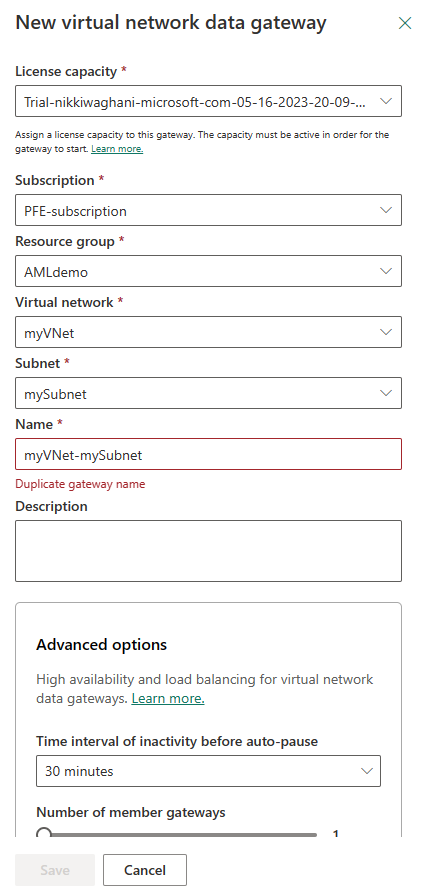 New virtual network data gateway
License capacity *
Trial-nikkiwaghani-microsoft-com-05-16-2023-20-09-...
Assign a license capacity to this gateway. The capacity must be active in order for the
gateway to start. Learn more.
Subscription *
PFE-subscription
Resource group *
AMLdemo
Virtual network *
myVNet
Subnet *
mySubnet
Name *
myVNet-mySubnet
Duplicate gateway name
Description
Advanced options
High availability and load balancing for virtual network
data gateways. Learn more.
Time interval of inactivity before auto-pause
30 minutes
Number of member gateways
1
Save
Cancel